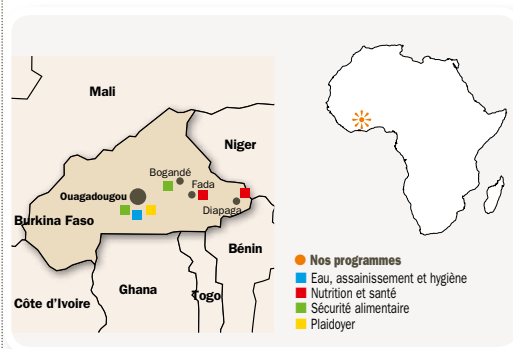 Mali
Niger
Bogandé
Fada
Ouagadougou
Diapaga
Burkina Faso
Bénin
Ghana
Togo
Côte d'Ivoire
Nos programmes
Eau, assainissement et hygiène
Nutrition et santé
Sécurité alimentaire
Plaidoyer